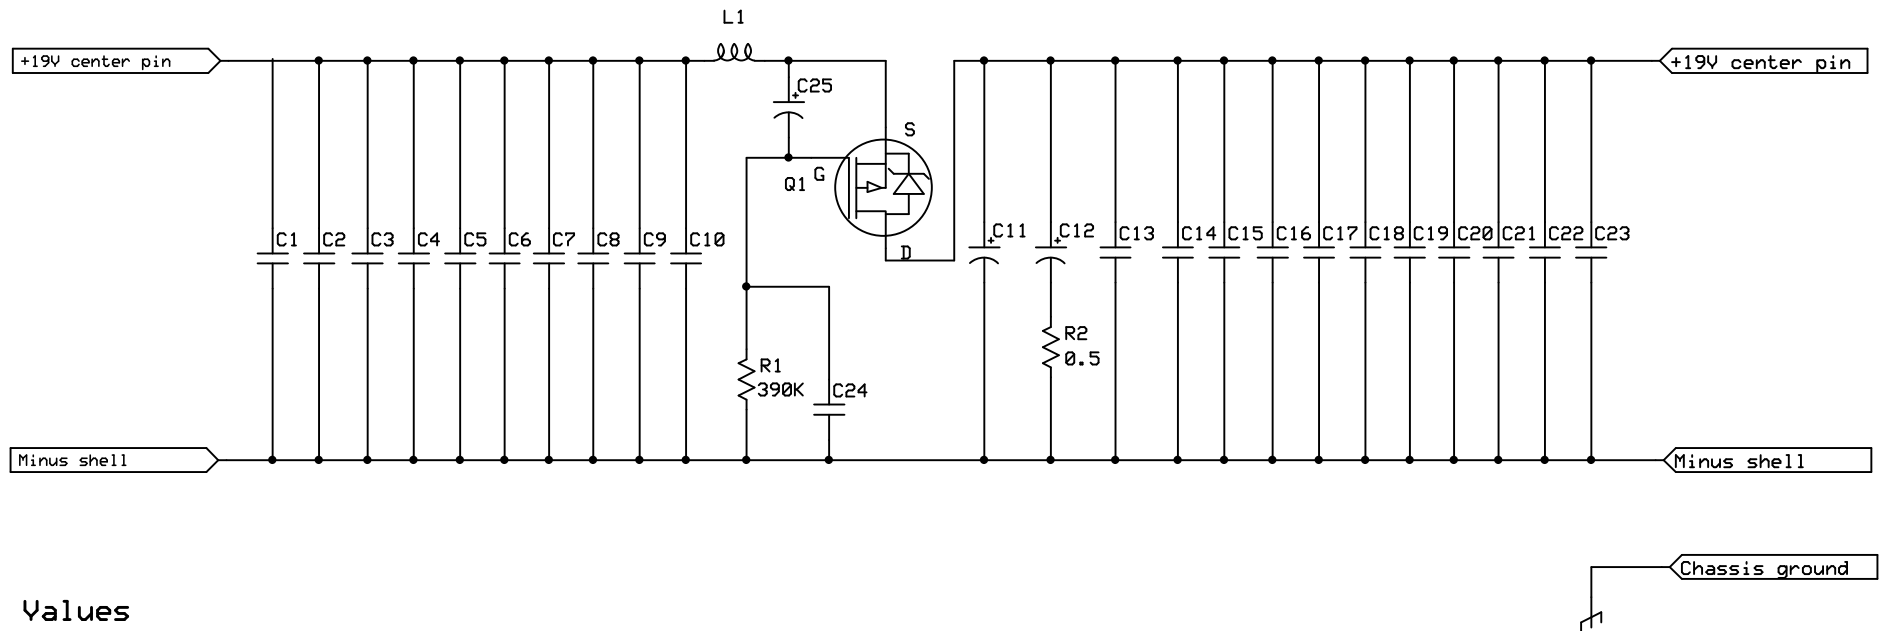 L1
+19V center pin
+19V center pin
C25
S
G
Q1
C1 C2 C3 C4 C5 C6 C7 C8 C9 C10
C11 C12 C13 C14 C15 C16 C17 C18 C19 C20 C21 C22 C23
D
R1
390K
C24
R2
0.5
Minus shell
Minus shell
Chassis ground
Values